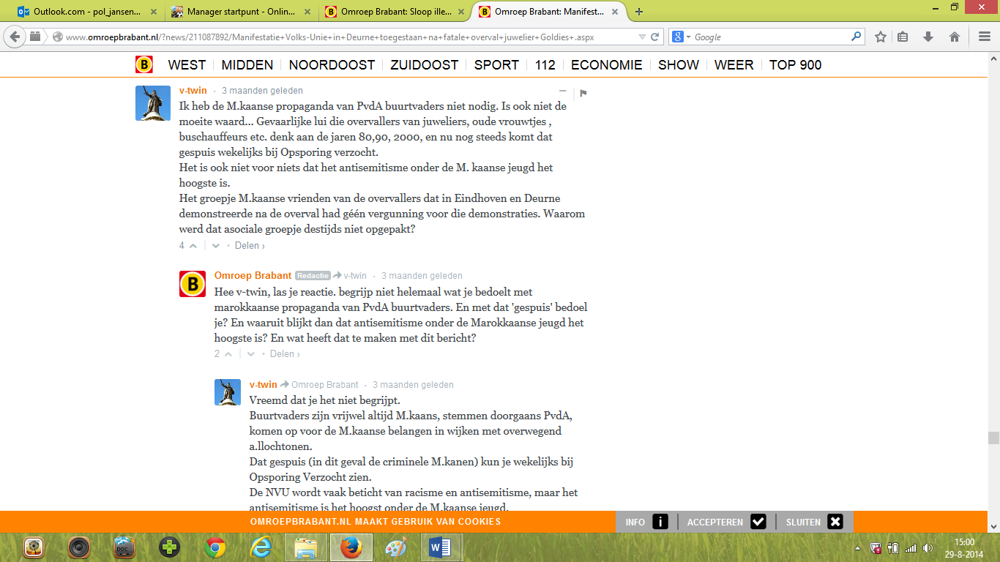 Outlook.com - pol_jansen...
Manager startpunt - Onlin...
Omroep Brabant: Sloop ille...
Omroep Brabant: Manifest...
www.omroepbrabant.nl/?news/211087892/Manifestatie+Volks-Unie+in+Deurne+toegestaan+na+fatale+overval+juwelier+Goldies+.aspx
Google
B WEST MIDDEN NOORDOOST ZUIDOOST SPORT 112 ECONOMIE SHOW WEER TOP 900
v-twin · 3 maanden geleden
Ik heb de M.kaanse propaganda van PvdA buurtvaders niet nodig. Is ook niet de
moeite waard... Gevaarlijke lui die overvallers van juweliers, oude vrouwtjes ,
buschauffeurs etc. denk aan de jaren 80,90, 2000, en nu nog steeds komt dat
gespuis wekelijks bij Opsporing verzocht.
Het is ook niet voor niets dat het antisemitisme onder de M. kaanse jeugd het
hoogste is.
Het groepje M.kaanse vrienden van de overvallers dat in Eindhoven en Deurne
demonstreerde na de overval had géén vergunning voor die demonstraties. Waarom
werd dat asociale groepje destijds niet opgepakt?
4 · Delen ›
B
Omroep Brabant Redactie v-twin · 3 maanden geleden
Hee v-twin, las je reactie. begrijp niet helemaal wat je bedoelt met
marokkaanse propaganda van PvdA buurtvaders. En met dat 'gespuis' bedoel
je? En waaruit blijkt dan dat antisemitisme onder de Marokkaanse jeugd het
hoogste is? En wat heeft dat te maken met dit bericht?
2 · Delen ›
v-twin Omroep Brabant · 3 maanden geleden
Vreemd dat je het niet begrijpt.
Buurtvaders zijn vrijwel altijd M.kaans, stemmen doorgaans PvdA,
komen op voor de M.kaanse belangen in wijken met overwegend
a.llochtonen.
Dat gespuis (in dit geval de criminele M.kanen) kun je wekelijks bij
Opsporing Verzocht zien.
De NVU wordt vaak beticht van racisme en antisemitisme, maar het
antisemitisme is het hoogst onder de M.kaanse jeugd.
OMROEPBRABANT.NL MAAKT GEBRUIK VAN COOKIES
INFO i ACCEPTEREN SLUITEN
DOC
15:00
29-8-2014